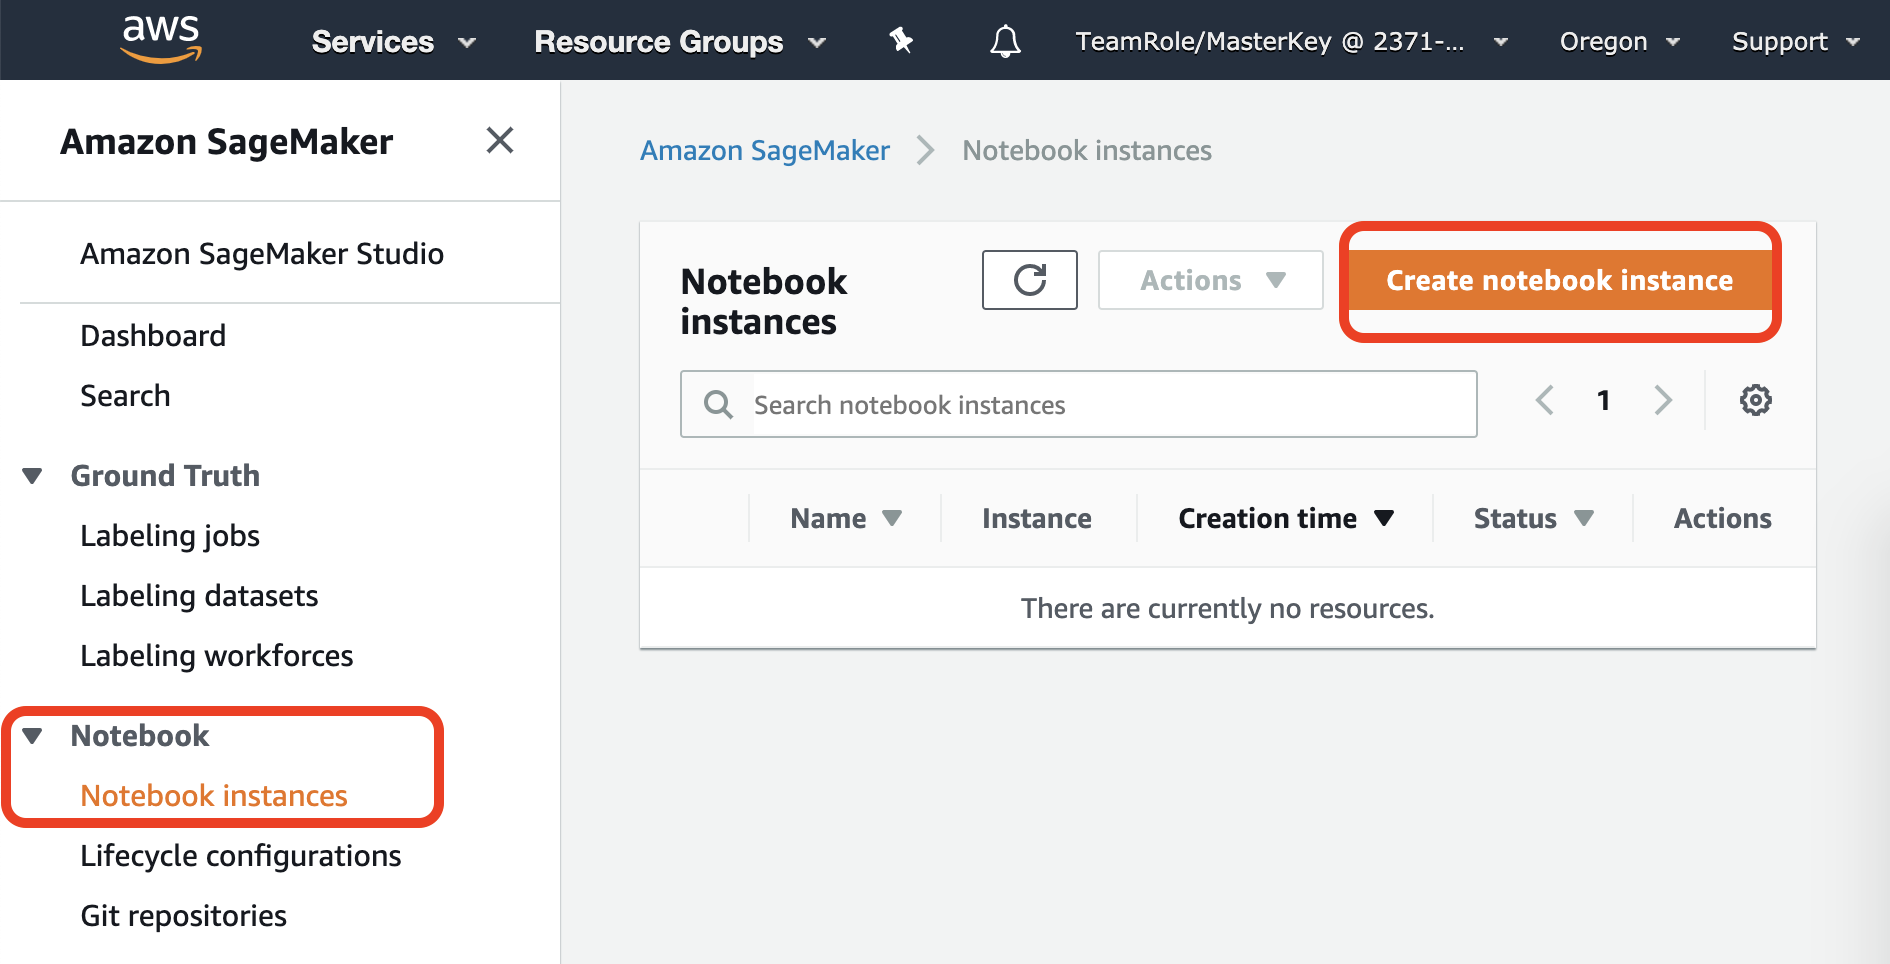 aws Services Resource Groups TeamRole/MasterKey @ 2371-... Oregon Support
Amazon SageMaker
Amazon SageMaker Studio
Dashboard
Search
Ground Truth
Labeling jobs
Labeling datasets
Labeling workforces
Notebook
Notebook instances
Lifecycle configurations
Git repositories
Amazon SageMaker Notebook instances
Notebook
instances
Actions
Create notebook instance
Search notebook instances
1
Name Instance Creation time Status Actions
There are currently no resources.